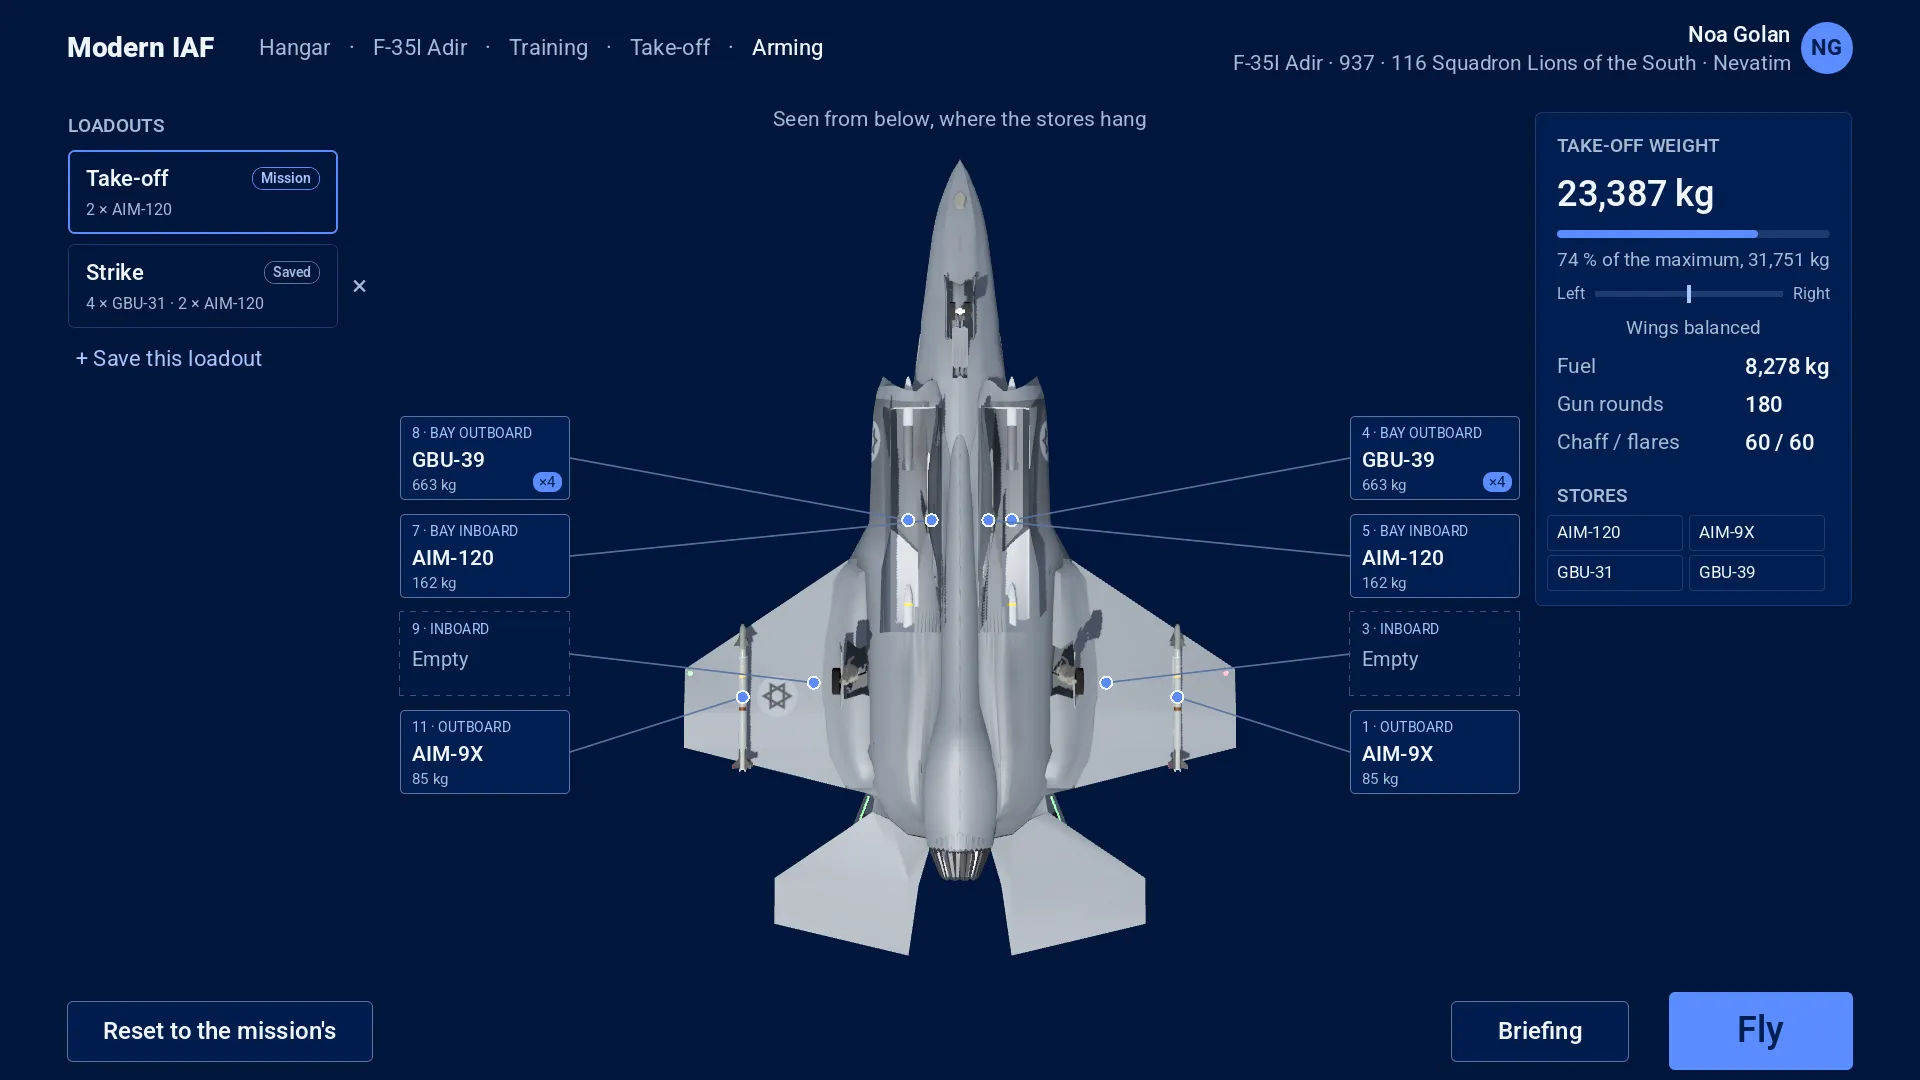 Modern IAF
Hangar · F-35I Adir · Training · Take-off · Arming
Noa Golan
F-35I Adir · 937 · 116 Squadron Lions of the South · Nevatim
NG
LOADOUTS
Take-off
Mission
2 × AIM-120
Strike
Saved
4 × GBU-31 · 2 × AIM-120
×
+ Save this loadout
Seen from below, where the stores hang
8 · BAY OUTBOARD
GBU-39
663 kg
×4
7 · BAY INBOARD
AIM-120
162 kg
9 · INBOARD
Empty
11 · OUTBOARD
AIM-9X
85 kg
4 · BAY OUTBOARD
GBU-39
663 kg
×4
5 · BAY INBOARD
AIM-120
162 kg
3 · INBOARD
Empty
1 · OUTBOARD
AIM-9X
85 kg
TAKE-OFF WEIGHT
23,387 kg
74 % of the maximum, 31,751 kg
Left Right
Wings balanced
Fuel 8,278 kg
Gun rounds 180
Chaff / flares 60 / 60
STORES
AIM-120 AIM-9X
GBU-31 GBU-39
Reset to the mission's
Briefing
Fly